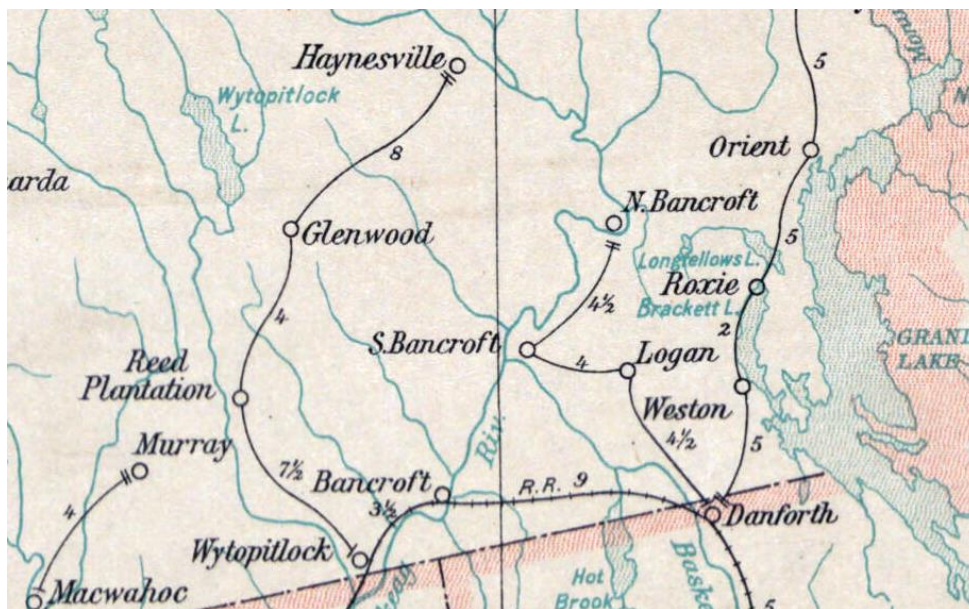 Haynesville
5
Wytopitlock
L.
8
Orient
arda
N. Bancroft
Glenwood
5
Longfellows L.
Roxie
4½
Brackett L.
2
4
S. Bancroft
4
Logan
GRAND
LAKE
Reed
Plantation
Weston
Murray
4½
5
7½
Riv.
Bancroft
R.R. 9
3½
4
Danforth
Wytopitlock
Macwahoc
Hot
Brook
Baske
5